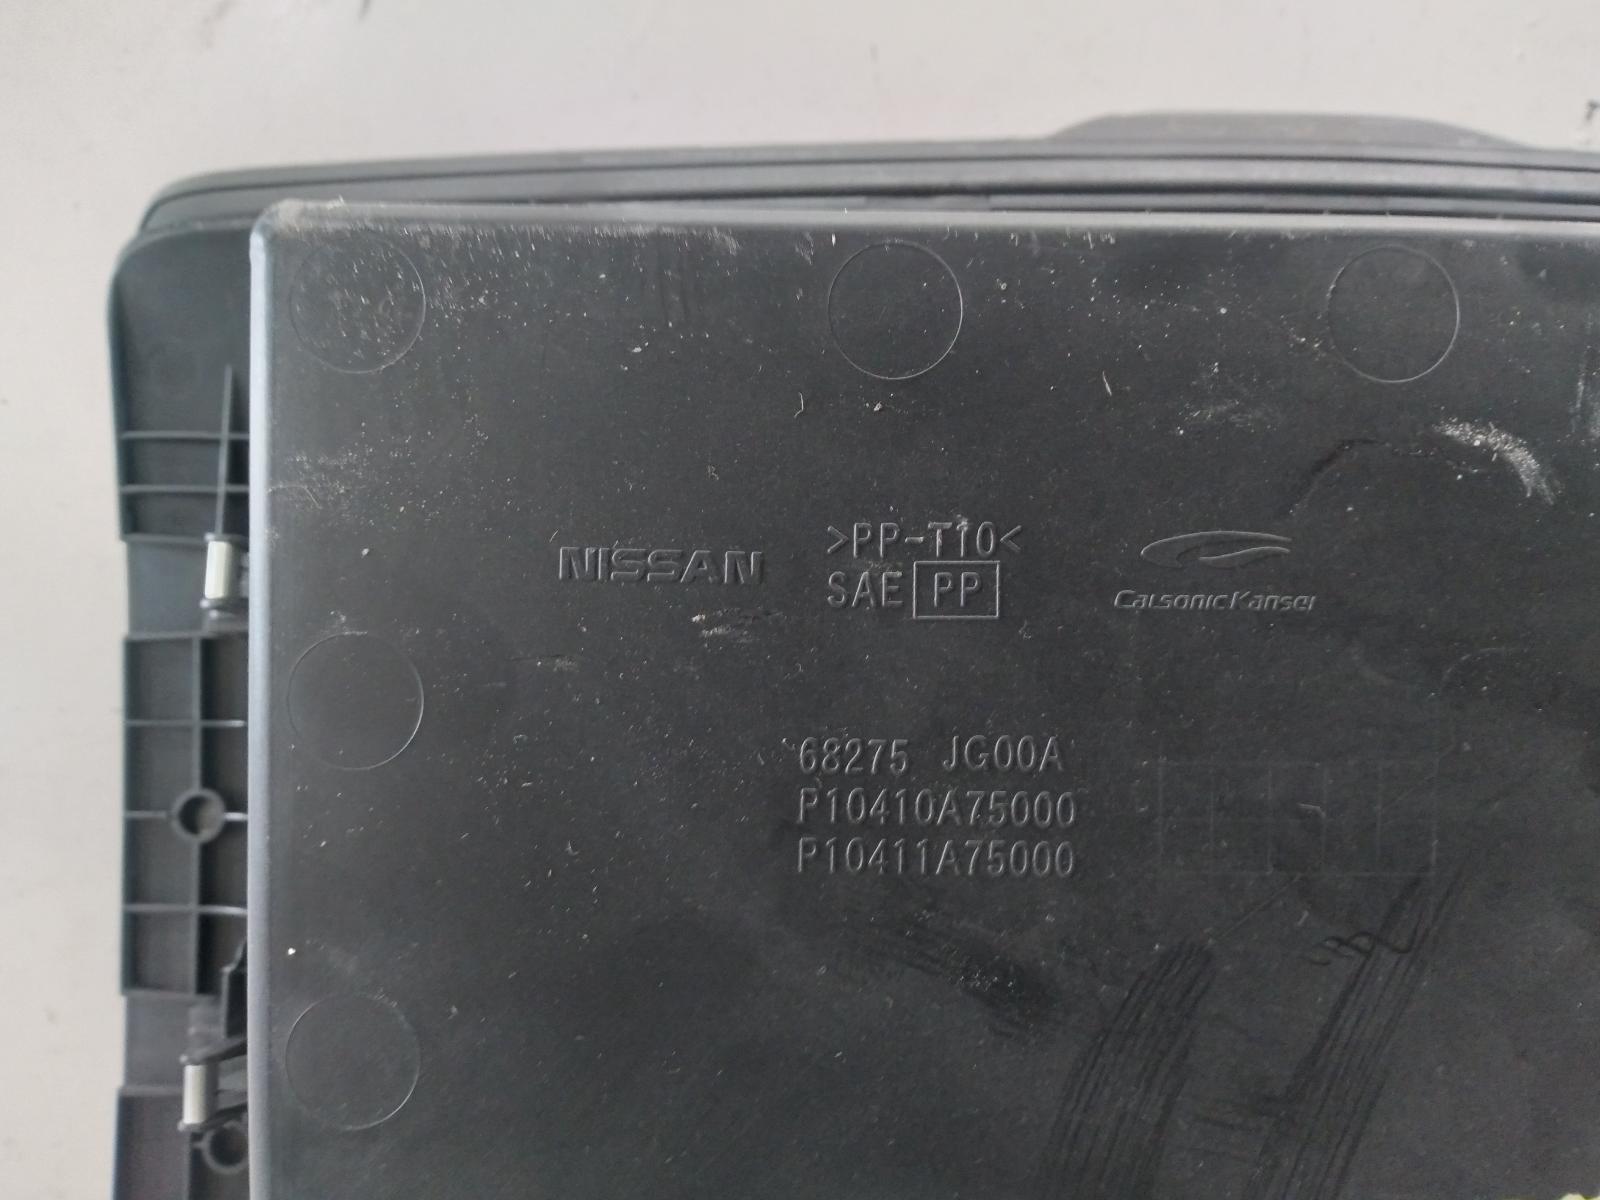 NISSAN
>PP-T10<
SAE PP
CalsonicKansei
68275 JG00A
P10410A75000
P10411A75000